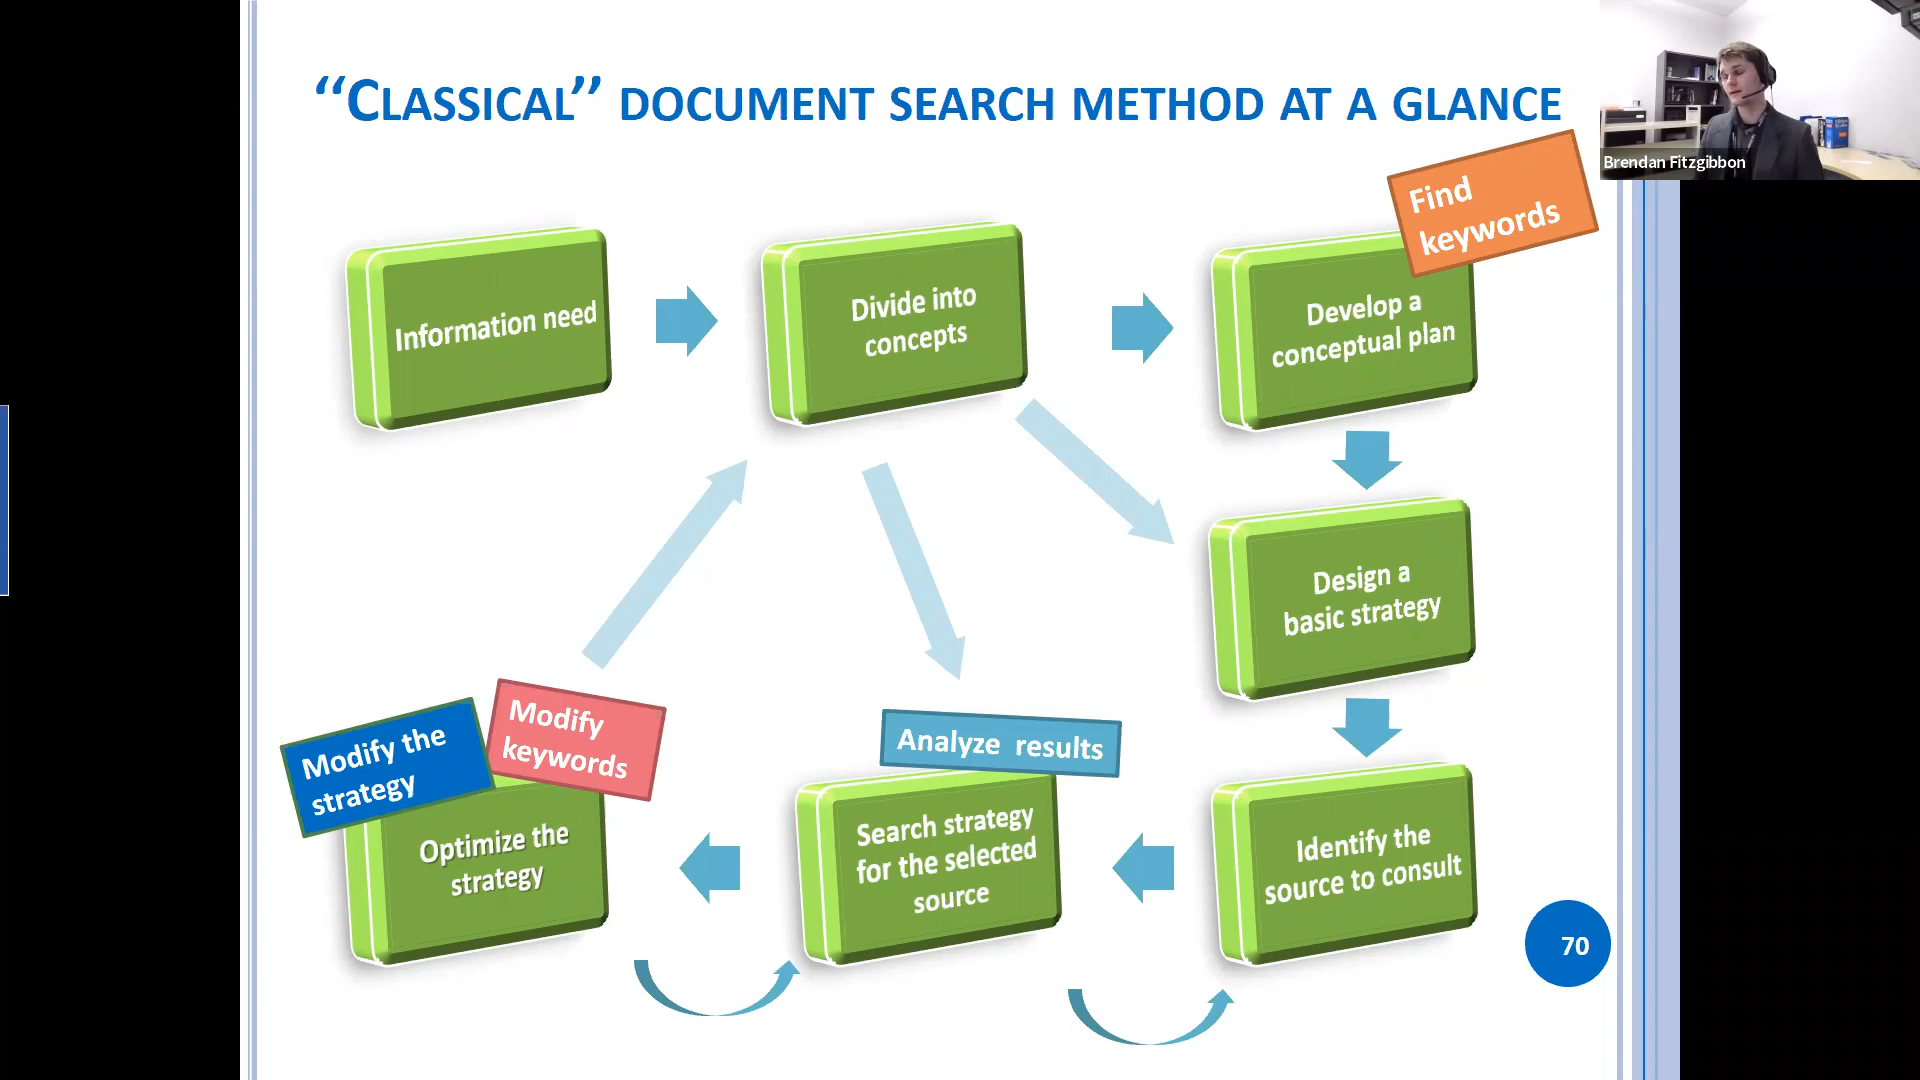 “CLASSICAL” DOCUMENT SEARCH METHOD AT A GLANCE
Brendan Fitzgibbon
Find
keywords
Information need
Divide into
concepts
Develop a
conceptual plan
Design a
basic strategy
Modify the
strategy
Modify
keywords
Analyze results
Optimize the
strategy
Search strategy
for the selected
source
Identify the
source to consult
70